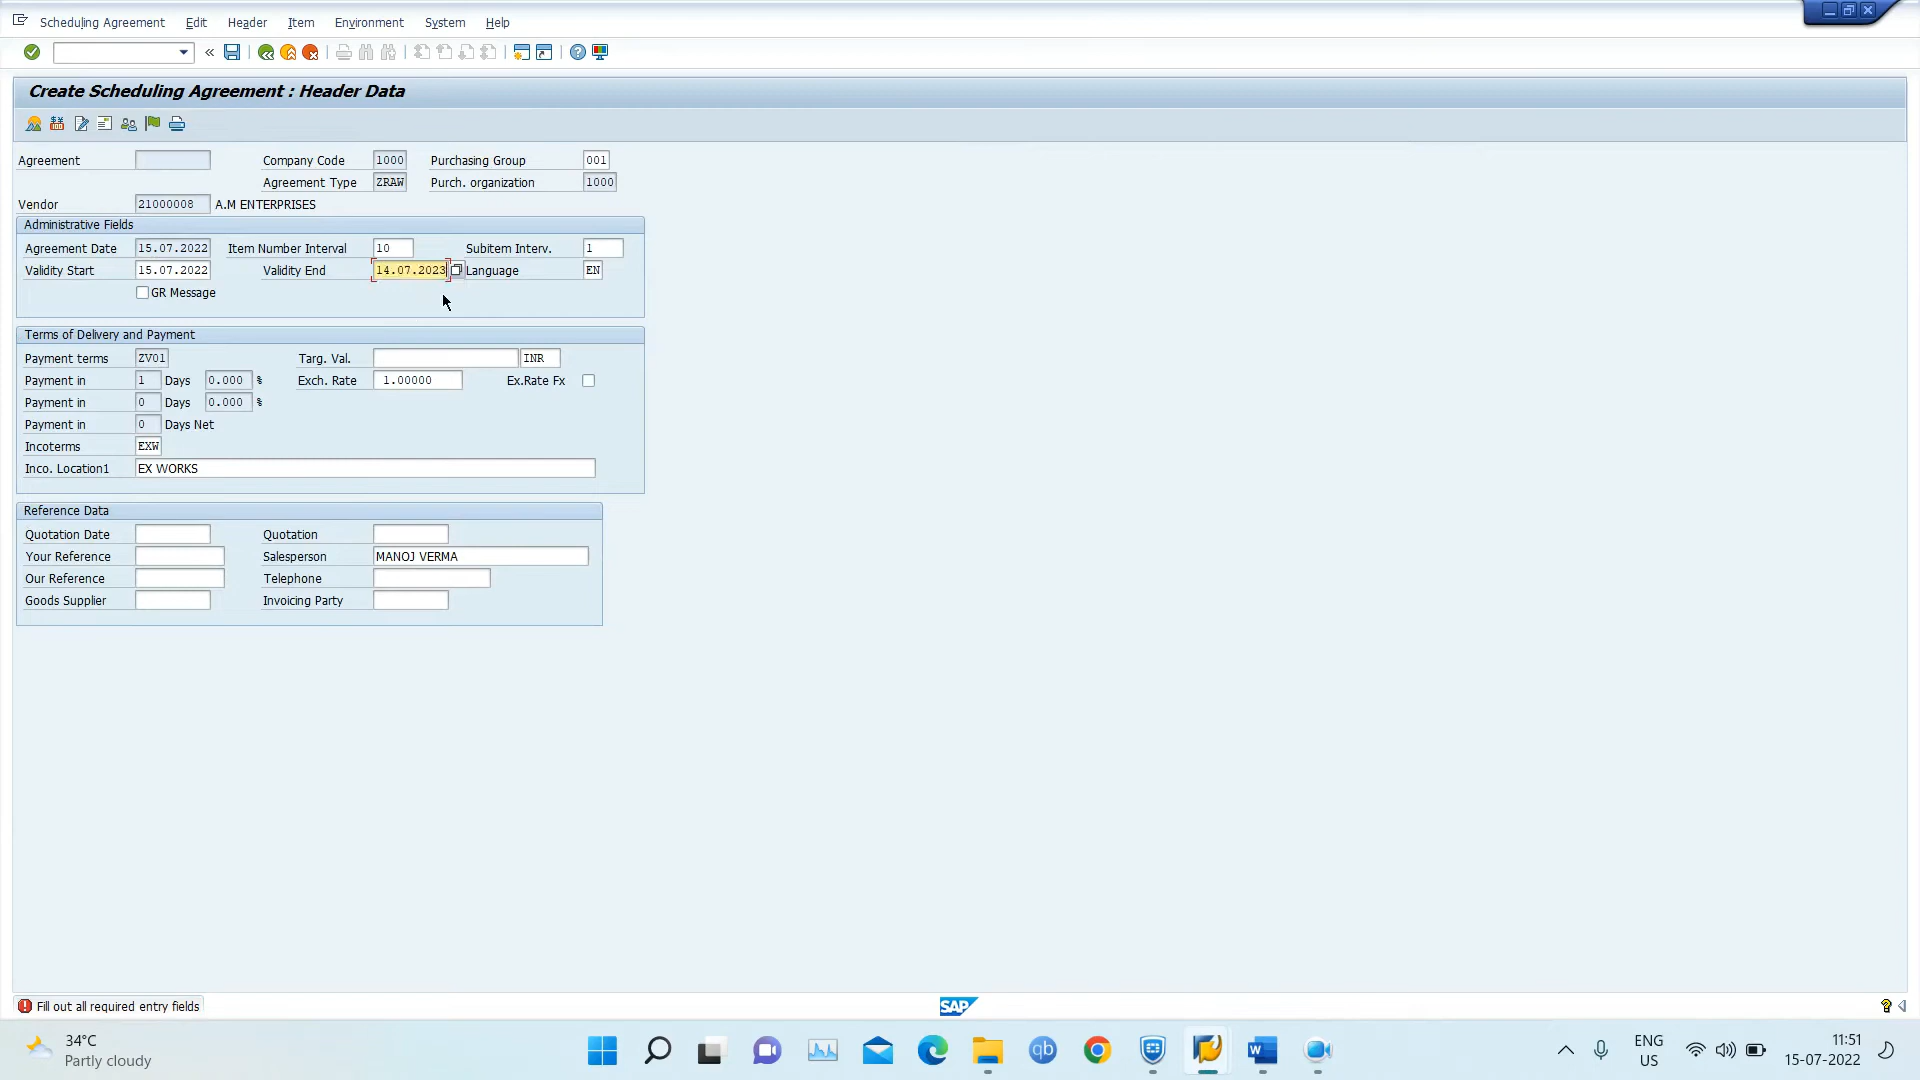 Scheduling Agreement Edit Header Item Environment System Help
Create Scheduling Agreement : Header Data
Agreement Company Code 1000 Purchasing Group 001
Agreement Type ZRAW Purch. organization 1000
Vendor 21000008 A.M ENTERPRISES
Administrative Fields
Agreement Date 15.07.2022 Item Number Interval 10 Subitem Interv. 1
Validity Start 15.07.2022 Validity End 14.07.2023 Language EN
GR Message
Terms of Delivery and Payment
Payment terms ZV01 Targ. Val. INR
Payment in 1 Days 0.000 % Exch. Rate 1.00000 Ex.Rate Fx
Payment in 0 Days 0.000 %
Payment in 0 Days Net
Incoterms EXW
Inco. Location1 EX WORKS
Reference Data
Quotation Date Quotation
Your Reference Salesperson MANOJ VERMA
Our Reference Telephone
Goods Supplier Invoicing Party
Fill out all required entry fields SAP
34°C
Partly cloudy
qb
ENG
US
11:51
15-07-2022